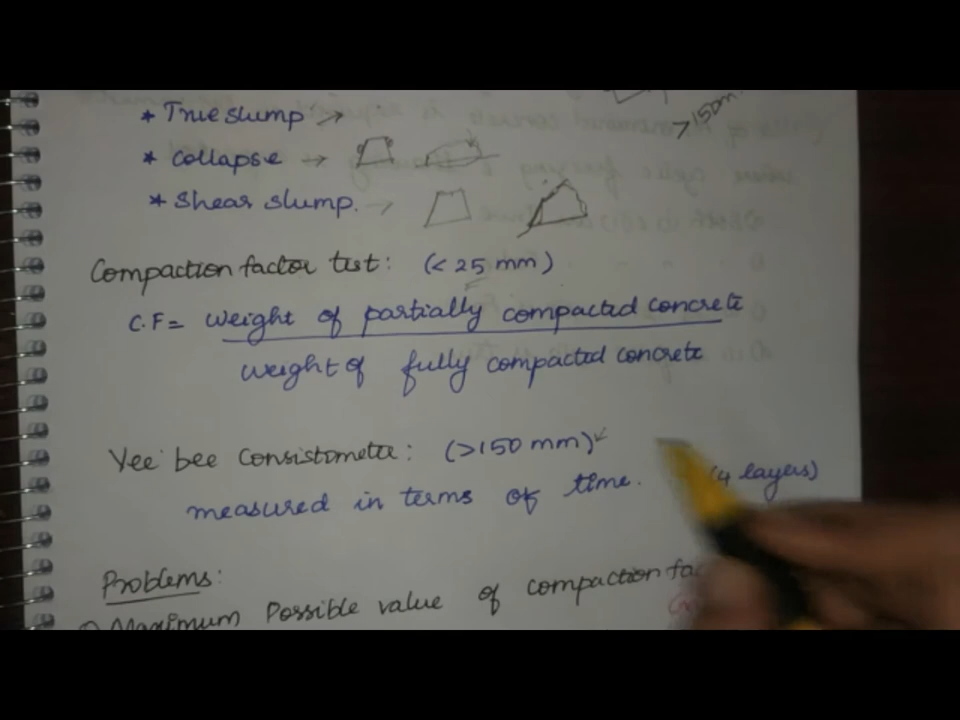 * True slump →
>150m
* collapse →
* Shear slump. →
Compaction factor test: (< 25 mm)
C.F = weight of partially compacted concrete
weight of fully compacted concrete
Vee bee Consistometer: (>150 mm)
measured in terms of time. (4 layers)
Problems:
Maximum Possible value of compaction fac